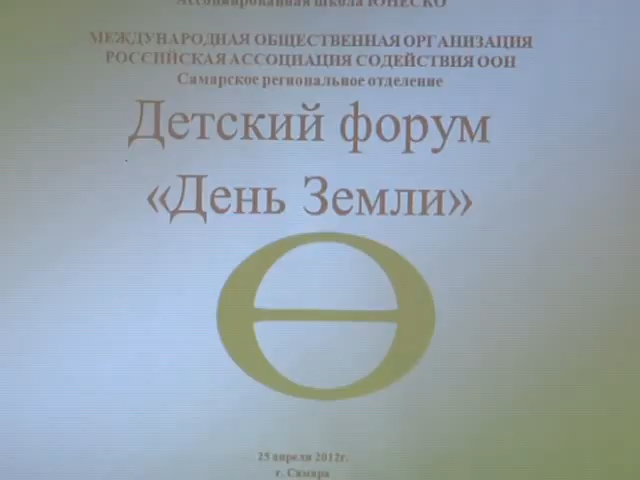 Ассоциированная школа ЮНЕСКО
МЕЖДУНАРОДНАЯ ОБЩЕСТВЕННАЯ ОРГАНИЗАЦИЯ
РОССИЙСКАЯ АССОЦИАЦИЯ СОДЕЙСТВИЯ ООН
Самарское региональное отделение
Детский форум
«День Земли»
25 апреля 2012г.
г. Самара